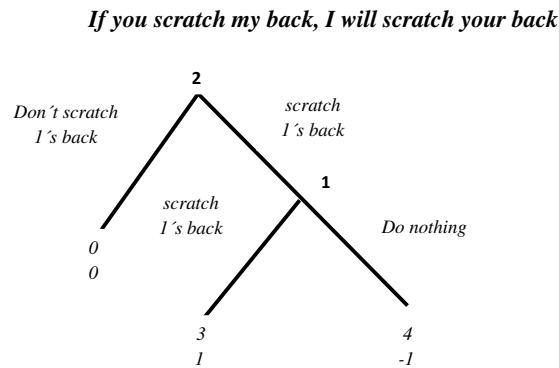 If you scratch my back, I will scratch your back
2
Don´t scratch
1´s back
scratch
1´s back
1
scratch
1´s back
Do nothing
0
0
3
1
4
-1